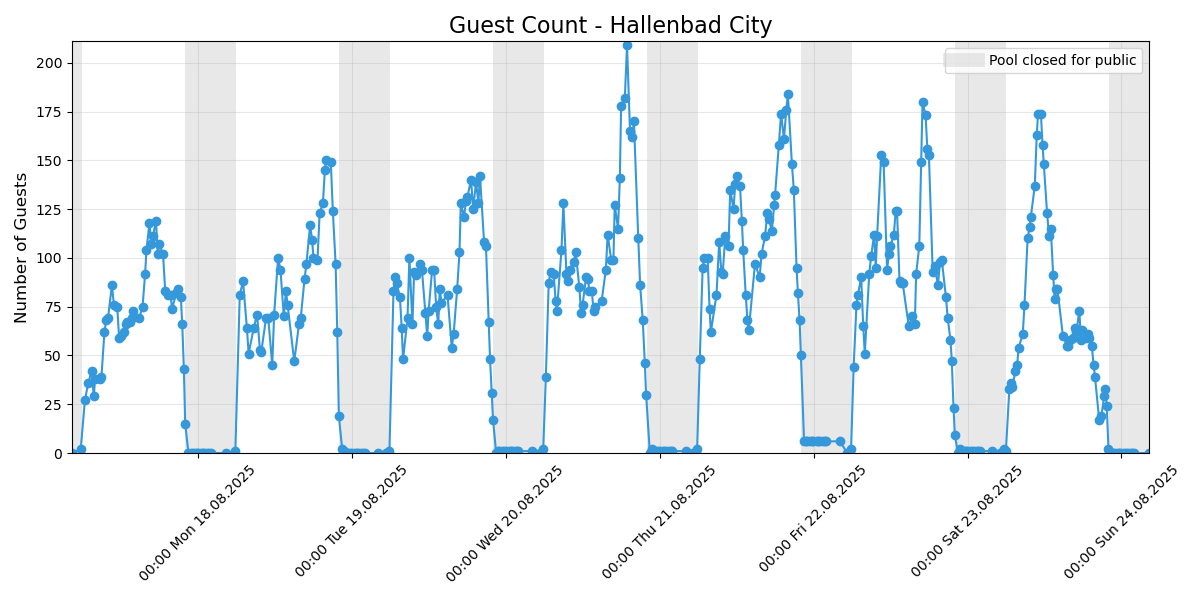 Guest Count - Hallenbad City
Pool closed for public
Number of Guests
200
175
150
125
100
75
50
25
0
00:00 Mon 18.08.2025
00:00 Tue 19.08.2025
00:00 Wed 20.08.2025
00:00 Thu 21.08.2025
00:00 Fri 22.08.2025
00:00 Sat 23.08.2025
00:00 Sun 24.08.2025